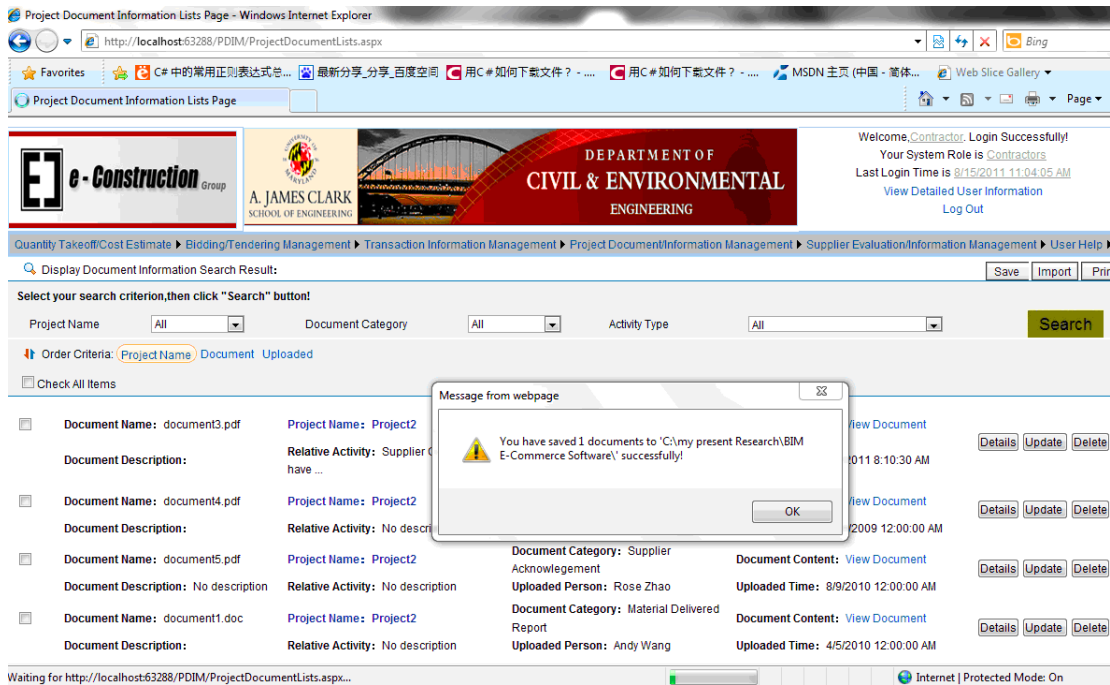 Project Document Information Lists Page - Windows Internet Explorer
http://localhost:63288/PDIM/ProjectDocumentLists.aspx
Bing
Favorites C# 中的常用正则表达式总... 最新分享_分享_百度空间 用C#如何下载文件? - .... 用C#如何下载文件? - .... MSDN 主页 (中国 - 简体... Web Slice Gallery
Project Document Information Lists Page
Page
e - Construction Group
UNIVERSITY OF
MARYLAND
A. JAMES CLARK
SCHOOL OF ENGINEERING
DEPARTMENT OF
CIVIL & ENVIRONMENTAL
ENGINEERING
Welcome,Contractor. Login Successfully!
Your System Role is Contractors
Last Login Time is 8/15/2011 11:04:05 AM
View Detailed User Information
Log Out
Quantity Takeoff/Cost Estimate Bidding/Tendering Management Transaction Information Management Project Document/Information Management Supplier Evaluation/Information Management User Help
Display Document Information Search Result:
Save Import Prin
Select your search criterion,then click "Search" button!
Project Name All Document Category All Activity Type All Search
Order Criteria: Project Name Document Uploaded
Check All Items
Message from webpage
You have saved 1 documents to 'C:\my present Research\BIM
E-Commerce Software\' successfully!
OK
Document Name: document3.pdf Project Name: Project2 View Document
Details Update Delete
Relative Activity: Supplier
have ...
Document Description: 2011 8:10:30 AM
Document Name: document4.pdf Project Name: Project2 View Document
Details Update Delete
Document Description: Relative Activity: No descri /2009 12:00:00 AM
Document Category: Supplier
Acknowlegement
Document Name: document5.pdf Project Name: Project2 Document Content: View Document
Details Update Delete
Document Description: No description Relative Activity: No description Uploaded Person: Rose Zhao Uploaded Time: 8/9/2010 12:00:00 AM
Document Category: Material Delivered
Report
Document Name: document1.doc Project Name: Project2 Document Content: View Document
Details Update Delete
Document Description: Relative Activity: No description Uploaded Person: Andy Wang Uploaded Time: 4/5/2010 12:00:00 AM
Waiting for http://localhost:63288/PDIM/ProjectDocumentLists.aspx...
Internet | Protected Mode: On